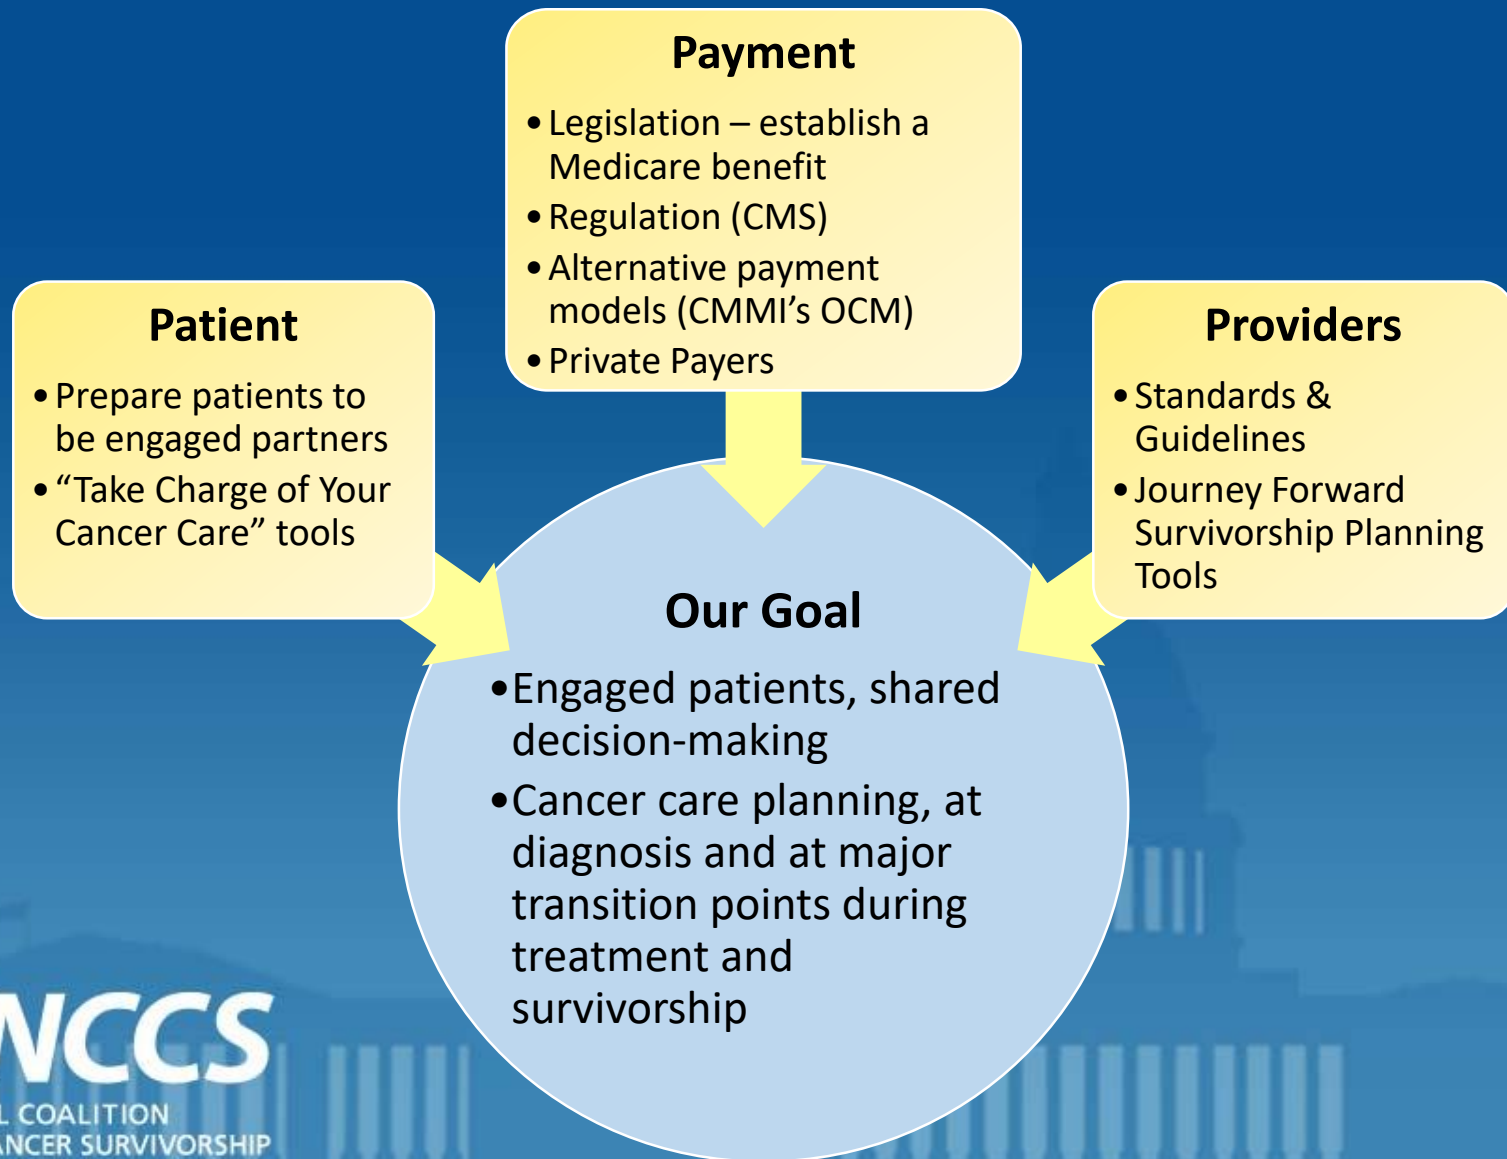 Payment
• Legislation – establish a
Medicare benefit
• Regulation (CMS)
• Alternative payment
models (CMMI’s OCM)
• Private Payers
Patient
• Prepare patients to
be engaged partners
• “Take Charge of Your
Cancer Care” tools
Providers
• Standards &
Guidelines
• Journey Forward
Survivorship Planning
Tools
Our Goal
• Engaged patients, shared
decision-making
• Cancer care planning, at
diagnosis and at major
transition points during
treatment and
survivorship
NCCS
L COALITION
ANCER SURVIVORSHIP